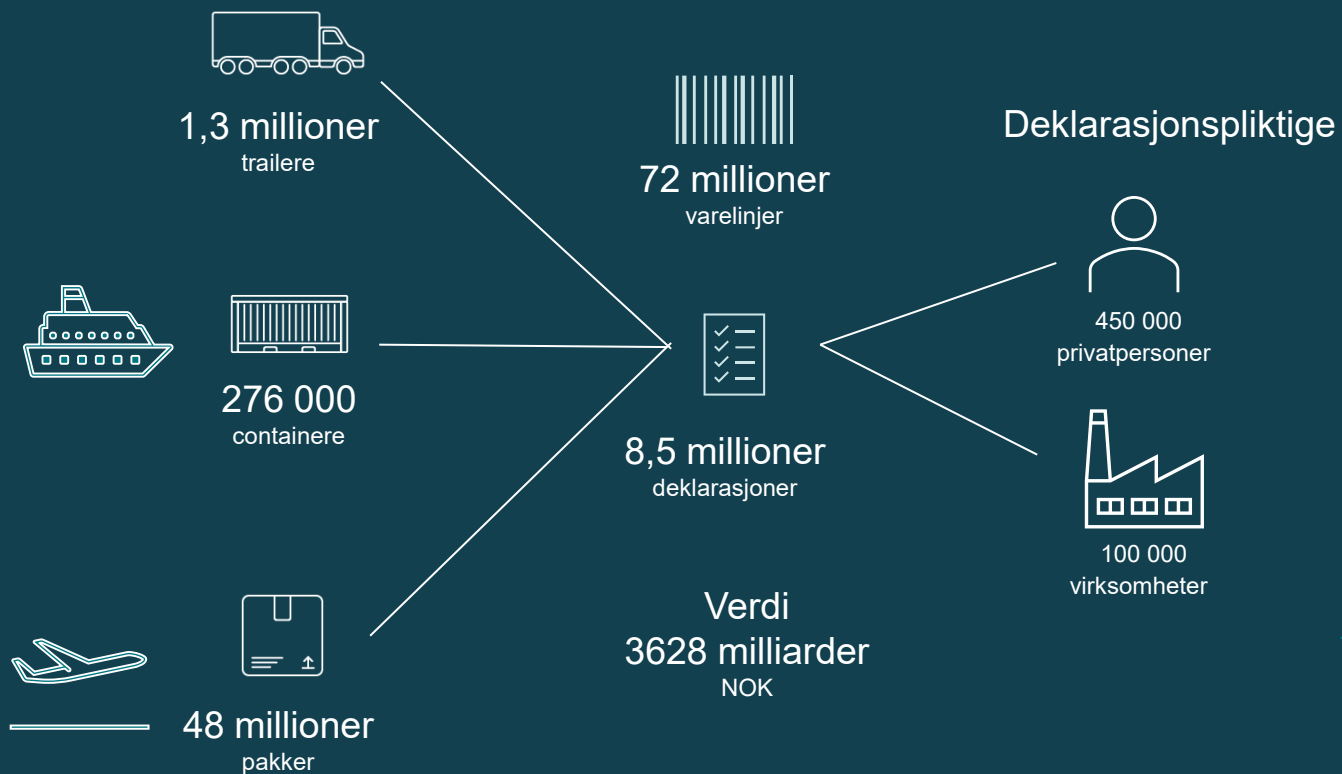 1,3 millioner
trailere
276 000
containere
48 millioner
pakker
72 millioner
varelinjer
8,5 millioner
deklarasjoner
Verdi
3628 milliarder
NOK
Deklarasjonspliktige
450 000
privatpersoner
100 000
virksomheter